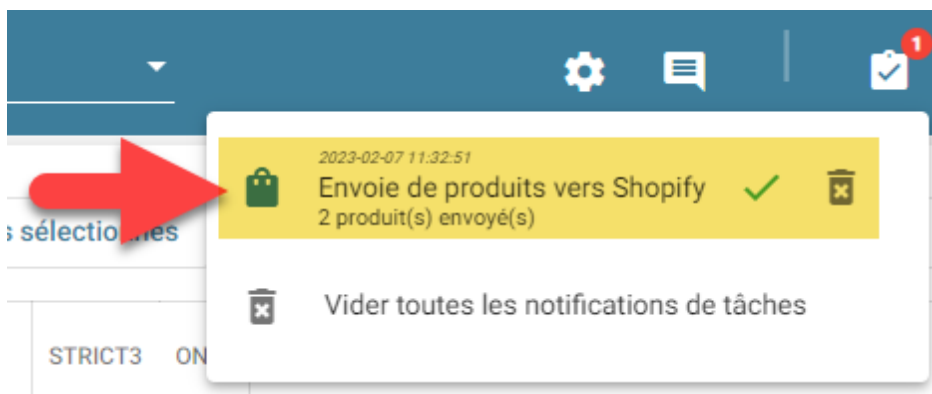 1
2023-02-07 11:32:51
Envoie de produits vers Shopify
2 produit(s) envoyé(s)
Vider toutes les notifications de tâches
STRICT3 ON